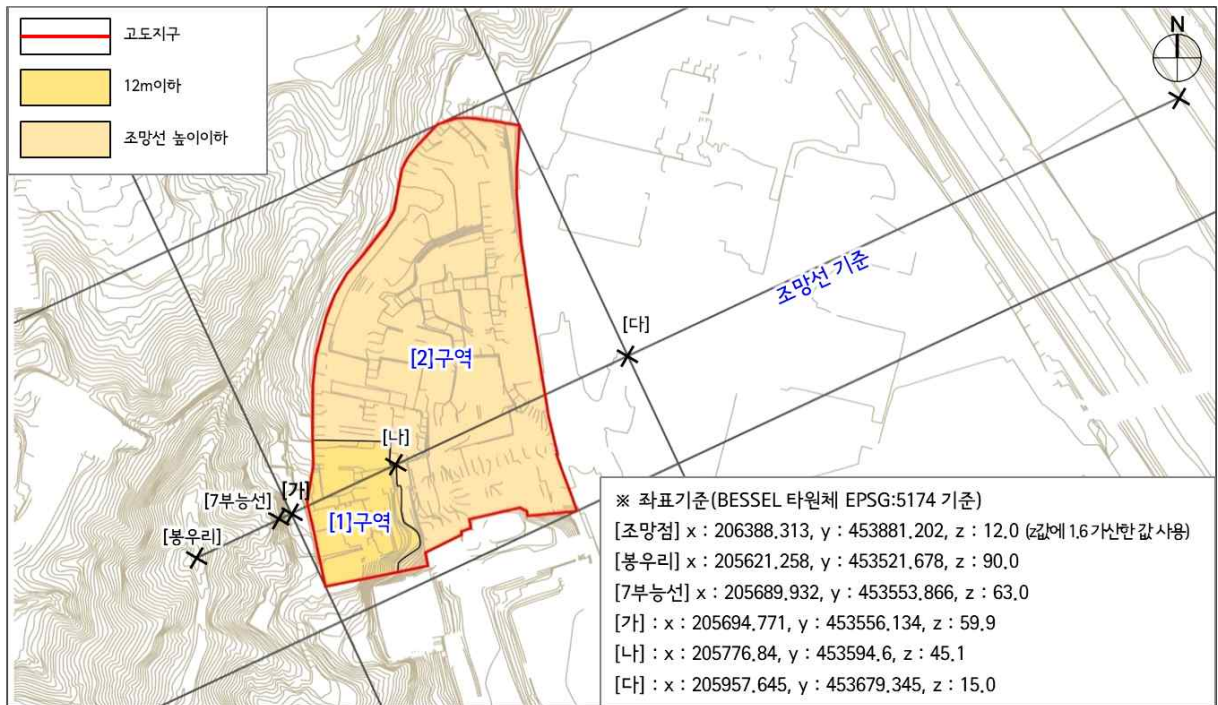 고도지구
12m이하
조망선 높이이하
N
조망선 기준
[다]
[2]구역
[나]
[가]
[7부능선]
[1]구역
[봉우리]
※ 좌표기준(BESSEL 타원체 EPSG:5174 기준)
[조망점] x : 206388.313, y : 453881.202, z : 12.0 (z값에 1.6 가산한 값 사용)
[봉우리] x : 205621.258, y : 453521.678, z : 90.0
[7부능선] x : 205689.932, y : 453553.866, z : 63.0
[가] : x : 205694.771, y : 453556.134, z : 59.9
[나] : x : 205776.84, y : 453594.6, z : 45.1
[다] : x : 205957.645, y : 453679.345, z : 15.0